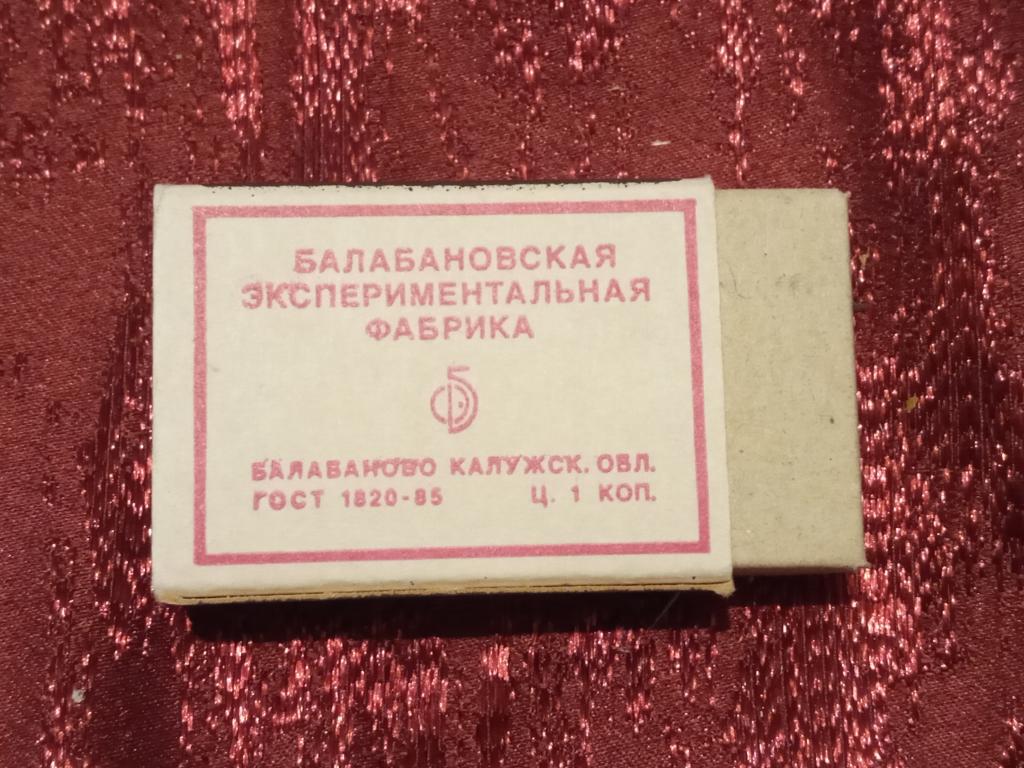 БАЛАБАНОВСКАЯ
ЭКСПЕРИМЕНТАЛЬНАЯ
ФАБРИКА
БАЛАБАНОВО КАЛУЖСК. ОБЛ.
ГОСТ 1820-85 Ц. 1 КОП.